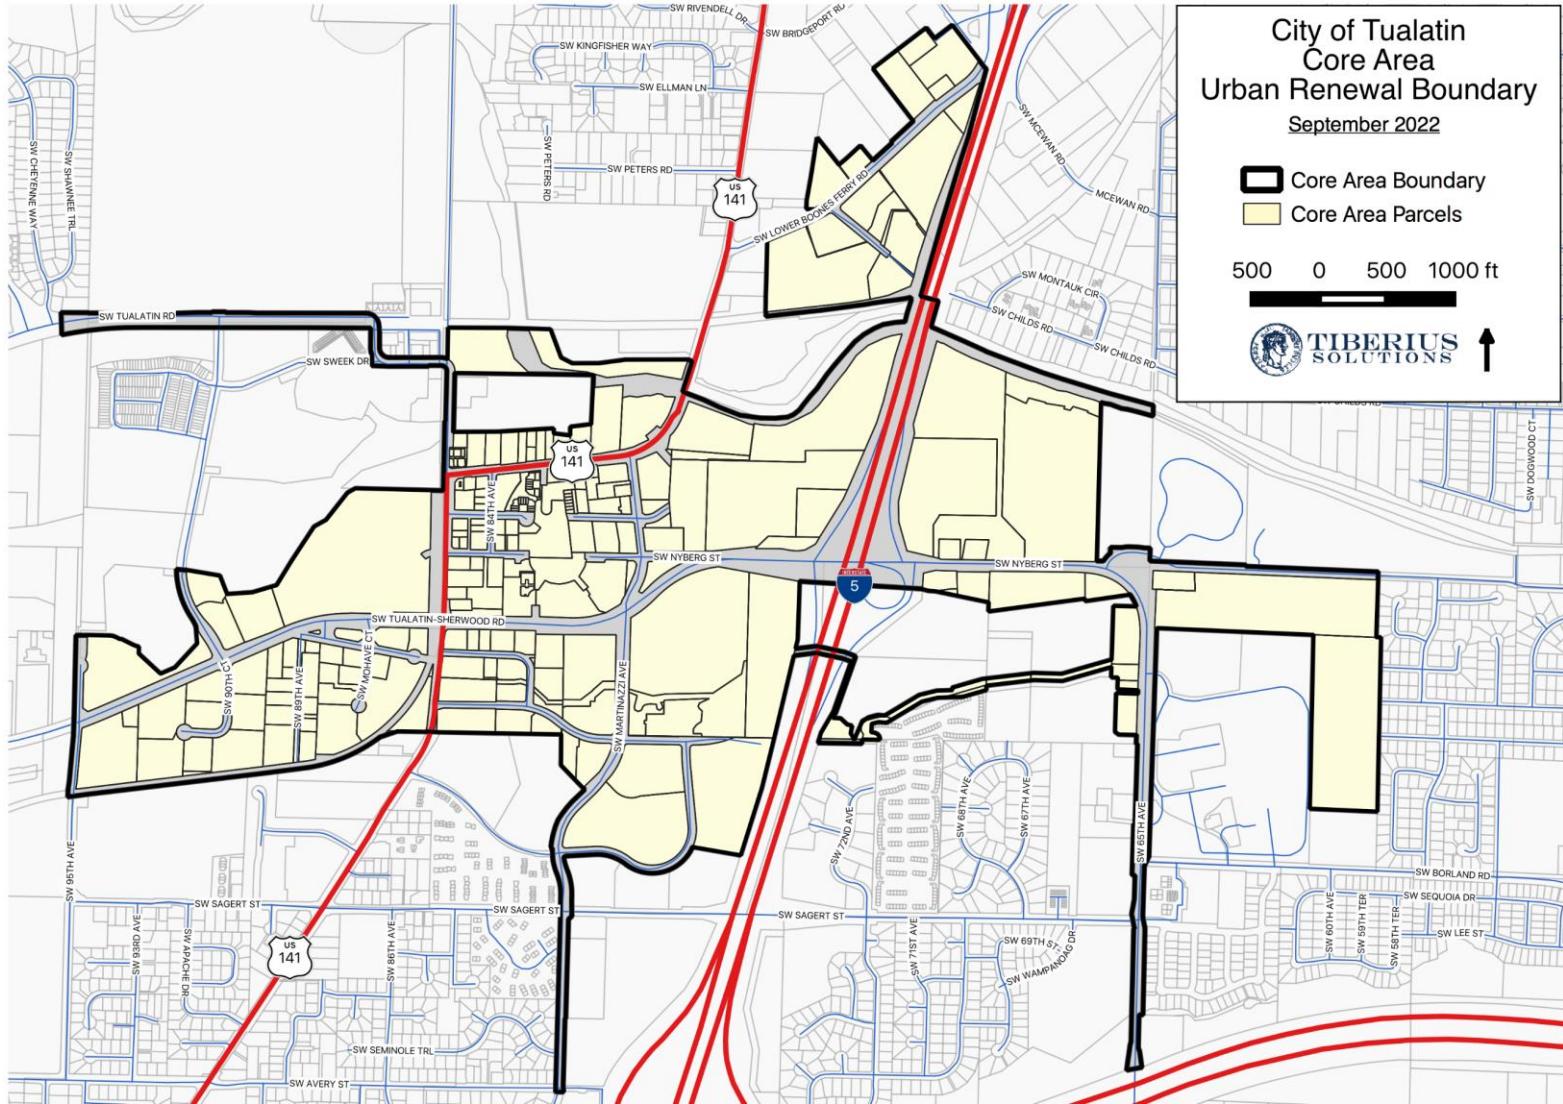 City of Tualatin
Core Area
Urban Renewal Boundary
September 2022
Core Area Boundary
Core Area Parcels
500 0 500 1000 ft
TIBERIUS
SOLUTIONS
SW RIVENDELL DR
SW BRIDGEPORT RD
SW KINGFISHER WAY
SW ELLMAN LN
SW CHEYENNE WAY
SW SHAWNEE TRL
SW PETERS RD
SW PETERS RD
US
141
SW LOWER BOONES FERRY RD
SW MCEWAN RD
MCEWAN RD
SW MONTAUK CIR
SW CHILDS RD
SW CHILDS RD
SW CHILDS RD
SW TUALATIN RD
SW SWEEK DR
US
141
SW 84TH AVE
SW DOGWOOD CT
SW NYBERG ST
SW NYBERG ST
INTERSTATE
5
SW TUALATIN-SHERWOOD RD
SW 90TH CT
SW 89TH AVE
SW MOHAVE CT
SW MARTINAZZI AVE
SW 95TH AVE
SW 72ND AVE
SW 68TH AVE
SW 67TH AVE
SW 65TH AVE
SW BORLAND RD
SW SAGERT ST
SW SAGERT ST
SW SAGERT ST
SW SEQUOIA DR
SW 60TH AVE
SW 59TH TER
SW 58TH TER
SW LEE ST
SW 93RD AVE
SW APACHE DR
US
141
SW 86TH AVE
SW 71ST AVE
SW 69TH ST
SW WAMPANOAG DR
SW SEMINOLE TRL
SW AVERY ST